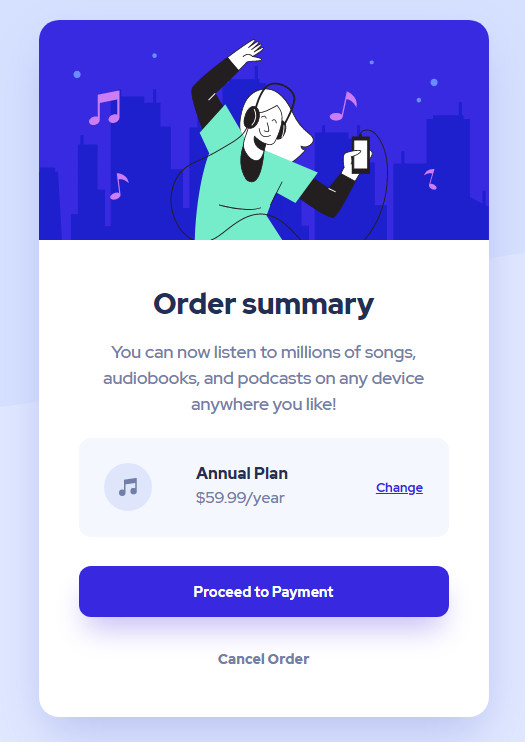 Order summary
You can now listen to millions of songs,
audiobooks, and podcasts on any device
anywhere you like!
Annual Plan
$59.99/year
Change
Proceed to Payment
Cancel Order